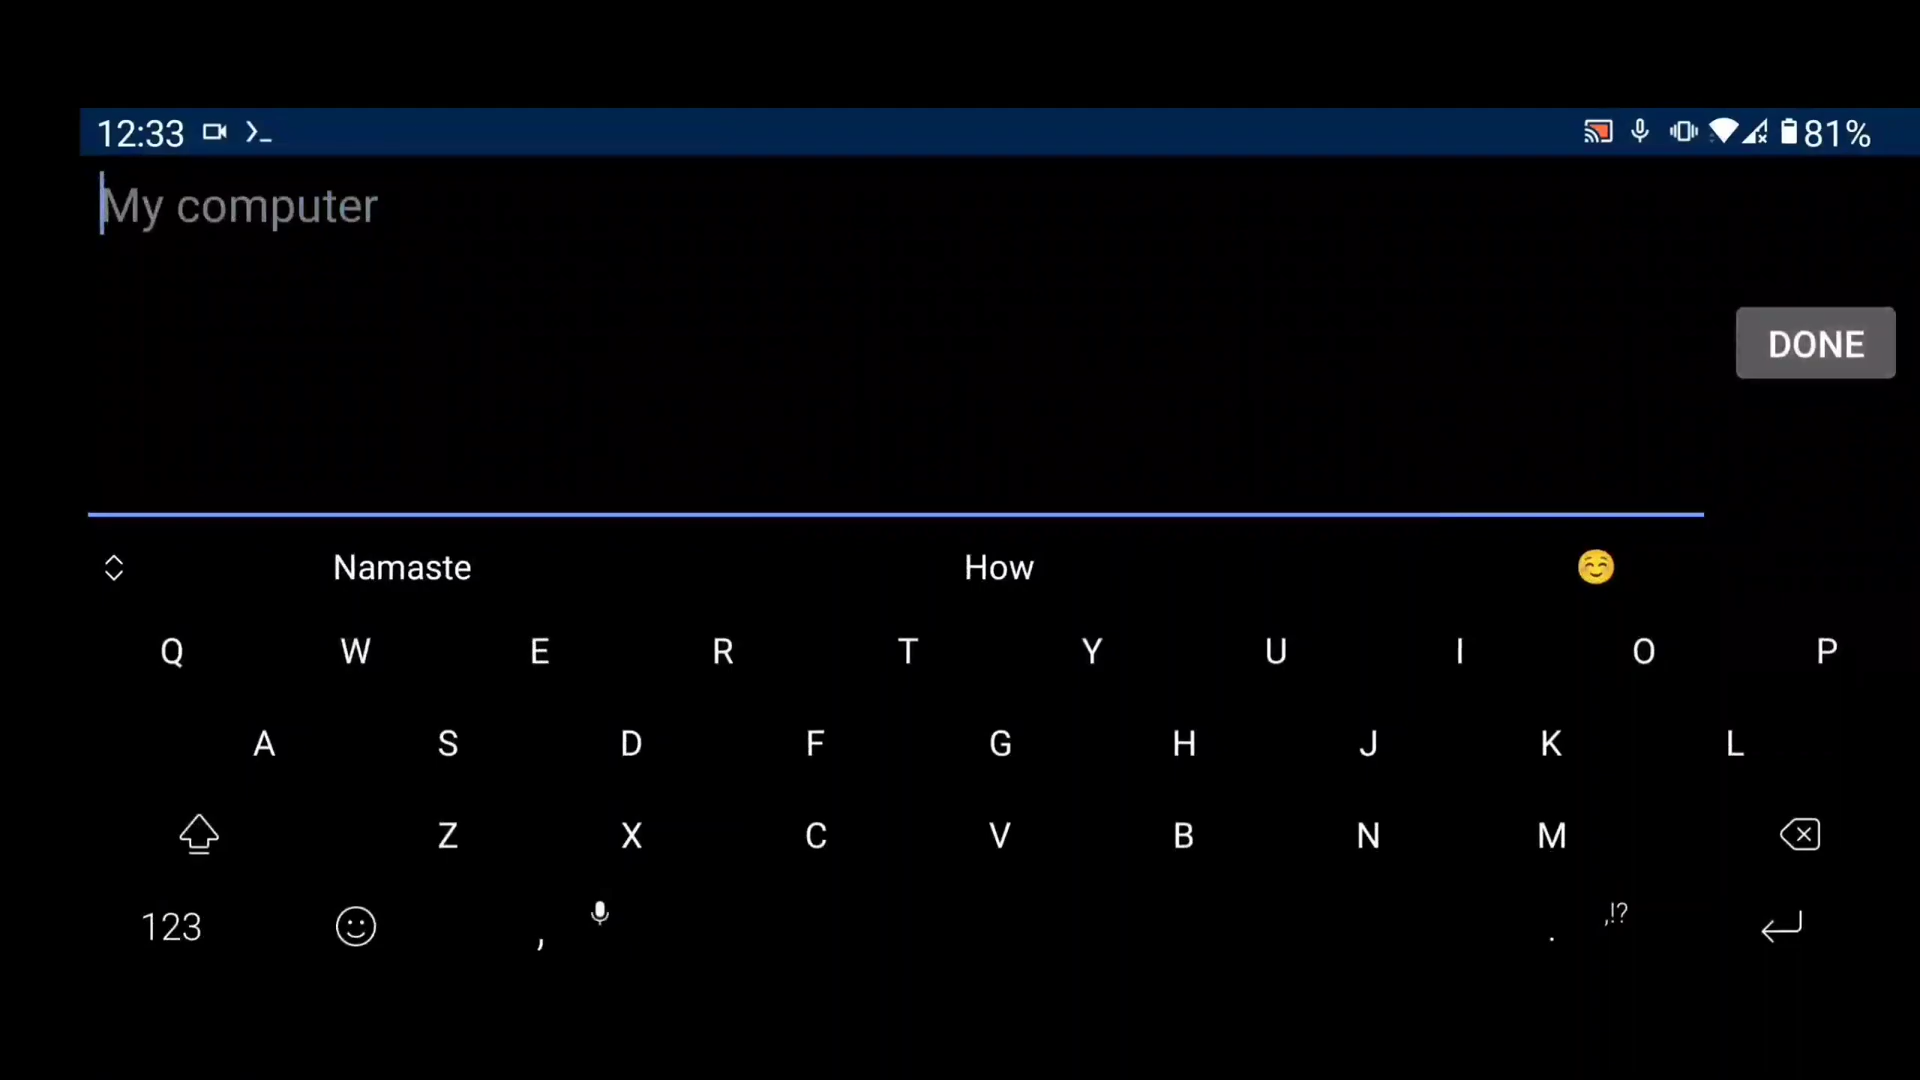 12:33 81%
My computer
DONE
Namaste How ☺️
Q W E R T Y U I O P
A S D F G H J K L
Z X C V B N M
123 , . ,!?